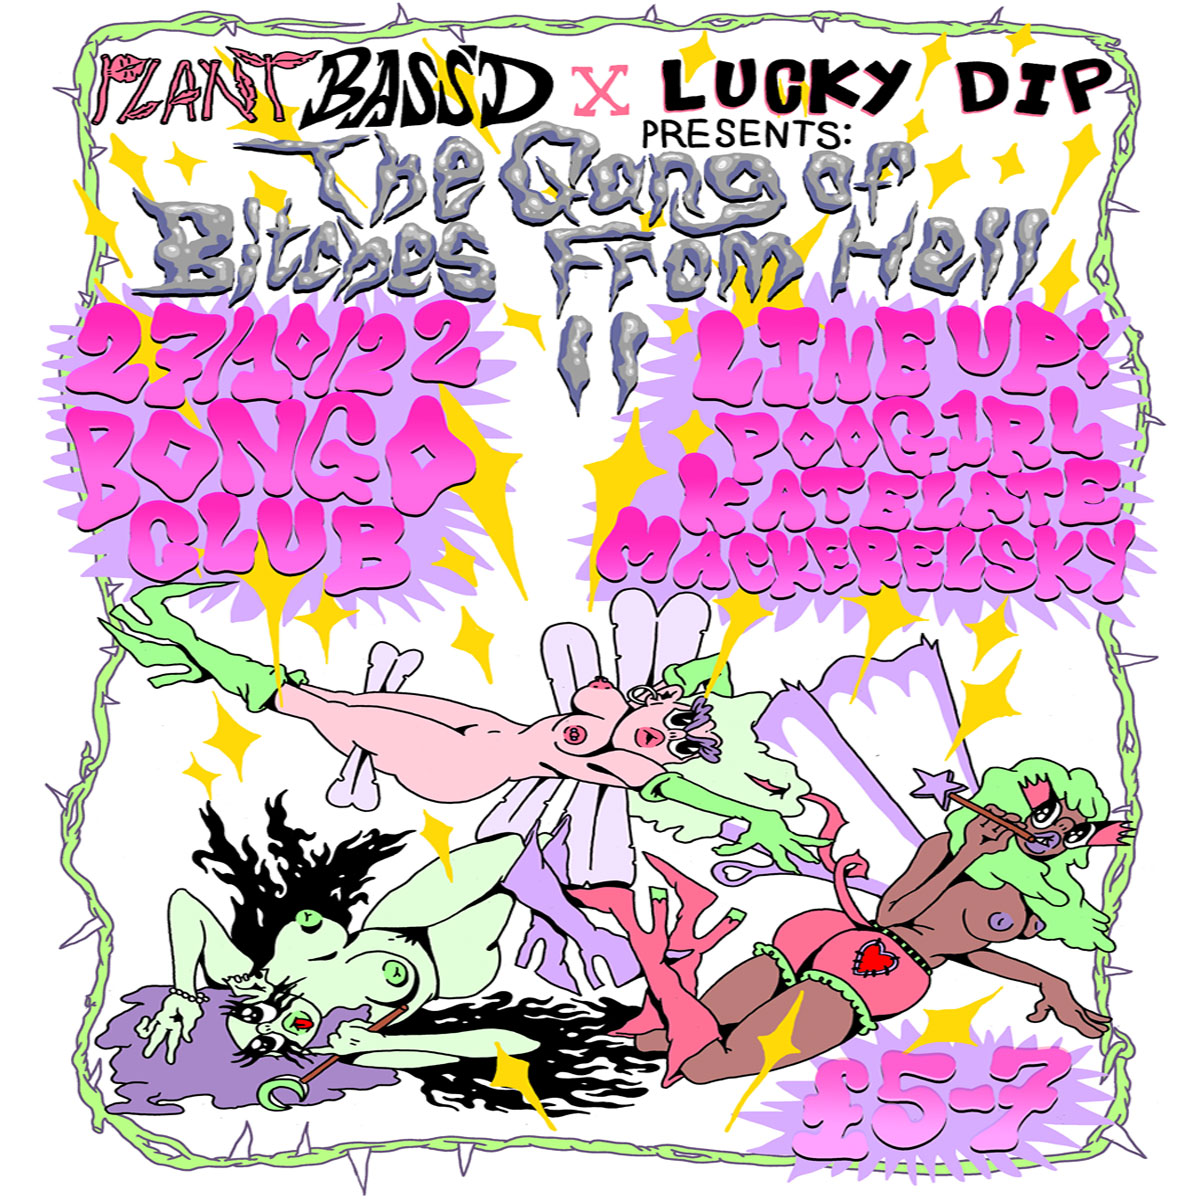 PLANT BASS'D X LUCKY DIP
PRESENTS:
The Gang of
Bitches From Hell
II
27/10/22
BONGO
CLUB
LINE UP:
POOG1RL
KATELATE
MACKERELSKY
£5-7